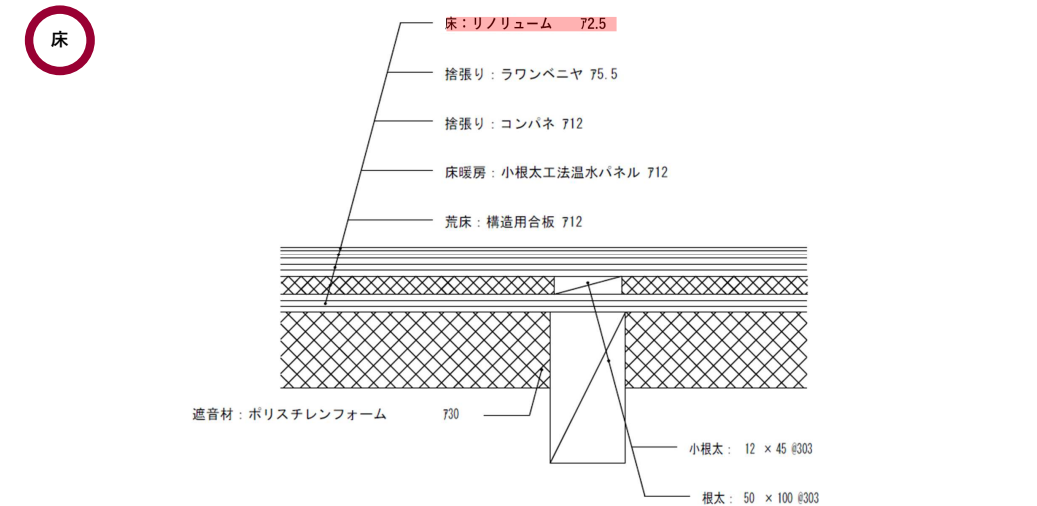 床
床：リノリューム　ｱ2.5
捨張り：ラワンベニヤ ｱ5.5
捨張り：コンパネ ｱ12
床暖房：小根太工法温水パネル ｱ12
荒床：構造用合板 ｱ12
遮音材：ポリスチレンフォーム　ｱ30
小根太： 12 ×45 @303
根太： 50 ×100 @303